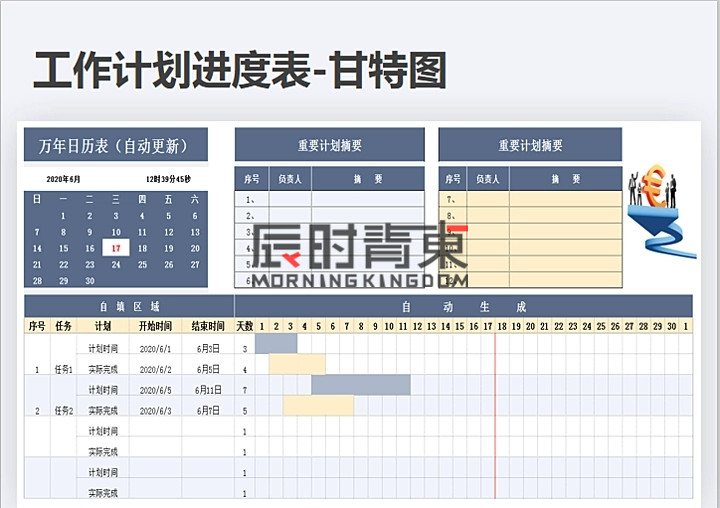 工作计划进度表-甘特图
万年日历表（自动更新）
2020年6月 12时39分45秒
日 一 二 三 四 五 六
1 2 3 4 5 6
7 8 9 10 11 12 13
14 15 16 17 18 19 20
21 22 23 24 25 26 27
28 29 30
重要计划摘要
序号 负责人 摘 要
1、
2、
3、
4、
5、
6、
重要计划摘要
序号 负责人 摘 要
7、
8、
9、
辰时青東
MORNINGKINGDOM
自 填 区 域 自 动 生 成
序号 任务 计划 开始时间 结束时间 天数 1 2 3 4 5 6 7 8 9 10 11 12 13 14 15 16 17 18 19 20 21 22 23 24 25 26 27 28 29 30 1
计划时间 2020/6/1 6月3日 3
1 任务1 实际完成 2020/6/2 6月5日 4
计划时间 2020/6/5 6月11日 7
2 任务2 实际完成 2020/6/3 6月7日 5
计划时间 1
实际完成 1
计划时间 1
实际完成 1